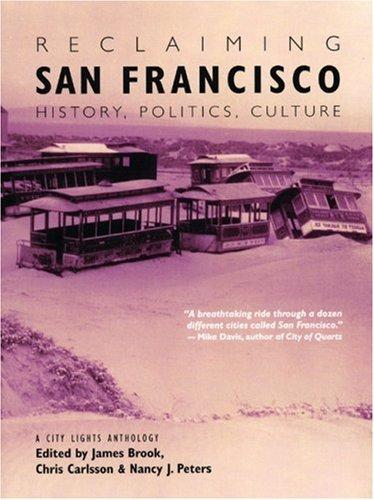 RECLAIMING
SAN FRANCISCO
HISTORY, POLITICS, CULTURE
“A breathtaking ride through a dozen
different cities called San Francisco.”
— Mike Davis, author of City of Quartz
A CITY LIGHTS ANTHOLOGY
Edited by James Brook,
Chris Carlsson & Nancy J. Peters